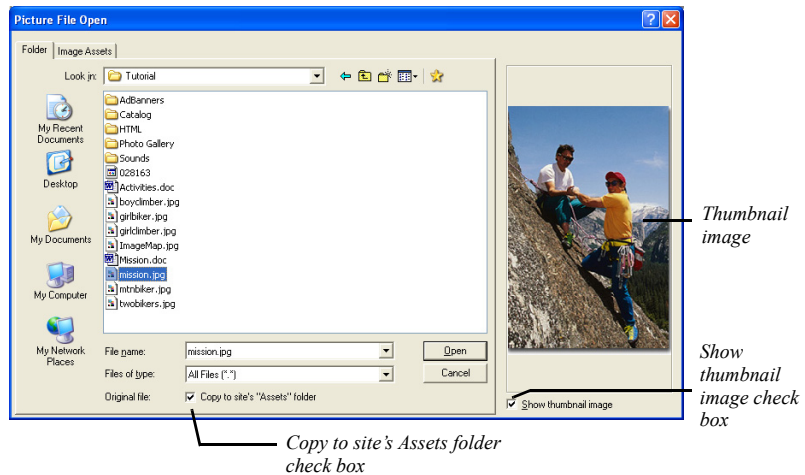 Picture File Open
Folder
Image Assets
Look in:
Tutorial
My Recent
Documents
Desktop
My Documents
My Computer
My Network
Places
AdBanners
Catalog
HTML
Photo Gallery
Sounds
028163
Activities.doc
boyclimber.jpg
girlbiker.jpg
girlclimber.jpg
ImageMap.jpg
Mission.doc
mission.jpg
mtnbiker.jpg
twobikers.jpg
File name:
mission.jpg
Open
Files of type:
All Files (*.*)
Cancel
Original file:
Copy to site's "Assets" folder
Show thumbnail image
Thumbnail
image
Show
thumbnail
image check
box
Copy to site's Assets folder
check box